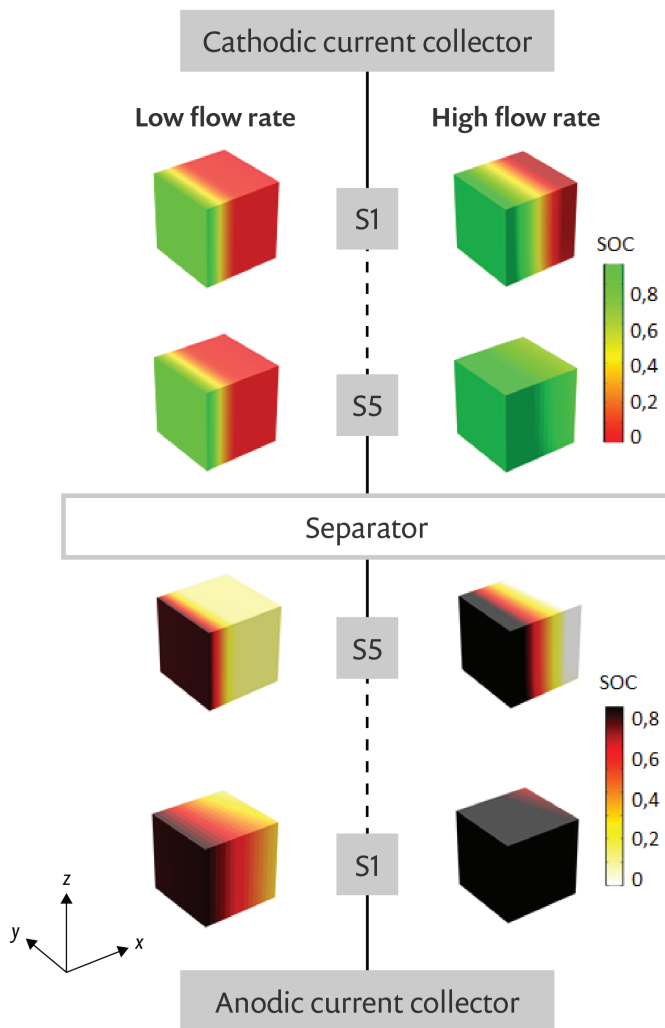 Cathodic current collector
Low flow rate
High flow rate
S1
SOC
0,8
0,6
0,4
0,2
0
S5
Separator
S5
SOC
0,8
0,6
0,4
0,2
0
S1
z
y
x
Anodic current collector